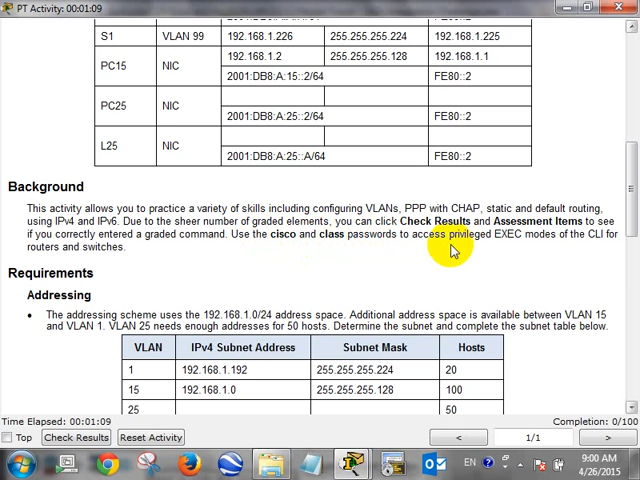 PT Activity: 00:01:09
S1 VLAN 99 192.168.1.226 255.255.255.224 192.168.1.225
PC15 NIC 192.168.1.2 255.255.255.128 192.168.1.1
2001:DB8:A:15::2/64 FE80::2
PC25 NIC
2001:DB8:A:25::2/64 FE80::2
L25 NIC
2001:DB8:A:25::A/64 FE80::2
Background
This activity allows you to practice a variety of skills including configuring VLANs, PPP with CHAP, static and default routing,
using IPv4 and IPv6. Due to the sheer number of graded elements, you can click Check Results and Assessment Items to see
if you correctly entered a graded command. Use the cisco and class passwords to access privileged EXEC modes of the CLI for
routers and switches.
Requirements
Addressing
• The addressing scheme uses the 192.168.1.0/24 address space. Additional address space is available between VLAN 15
and VLAN 1. VLAN 25 needs enough addresses for 50 hosts. Determine the subnet and complete the subnet table below.
VLAN IPv4 Subnet Address Subnet Mask Hosts
1 192.168.1.192 255.255.255.224 20
15 192.168.1.0 255.255.255.128 100
25 50
Time Elapsed: 00:01:09 Completion: 0/100
Top Check Results Reset Activity < 1/1 >
EN 9:00 AM
4/26/2015